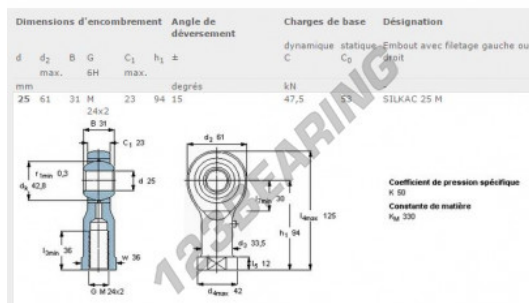 Dimensions d'encombrement Angle de déversement Charges de base Désignation
dynamique statique Embout avec filetage gauche ou droit
d d2 B G C1 h1 ± C C0
max. 6H max.
mm degrés kN
25 61 31 M 24x2 23 94 15 47,5 53 SILKAC 25 M
B 31
C1 23
r1min 0,3
dk 42,8
d 25
l3min 36
w 36
G M 24x2
d2 61
l4max 125
h1 94
d3 33,5
l5 12
d4max 42
Coefficient de pression spécifique
K 50
Constante de matière
KM 330
123BEARING